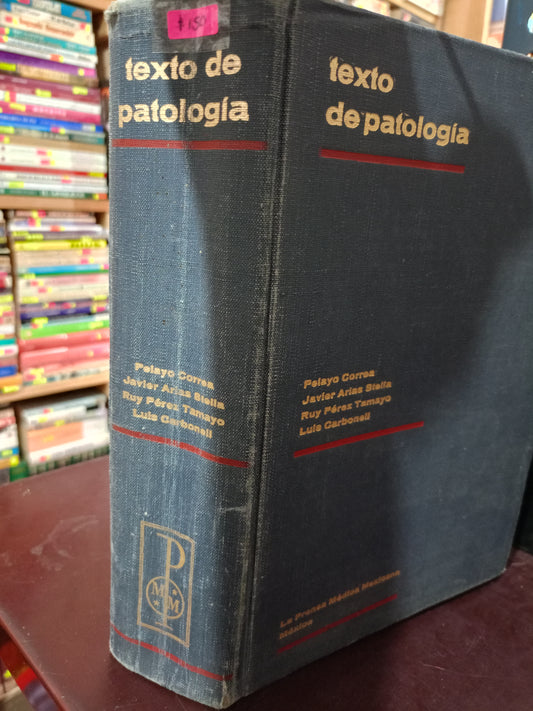 $150
texto de
patología
Pelayo Correa
Javier Arias Stella
Ruy Pérez Tamayo
Luis Carbonell
P
M M
texto
de patología
Pelayo Correa
Javier Arias Stella
Ruy Pérez Tamayo
Luis Carbonell
La Prensa Médica Mexicana
México